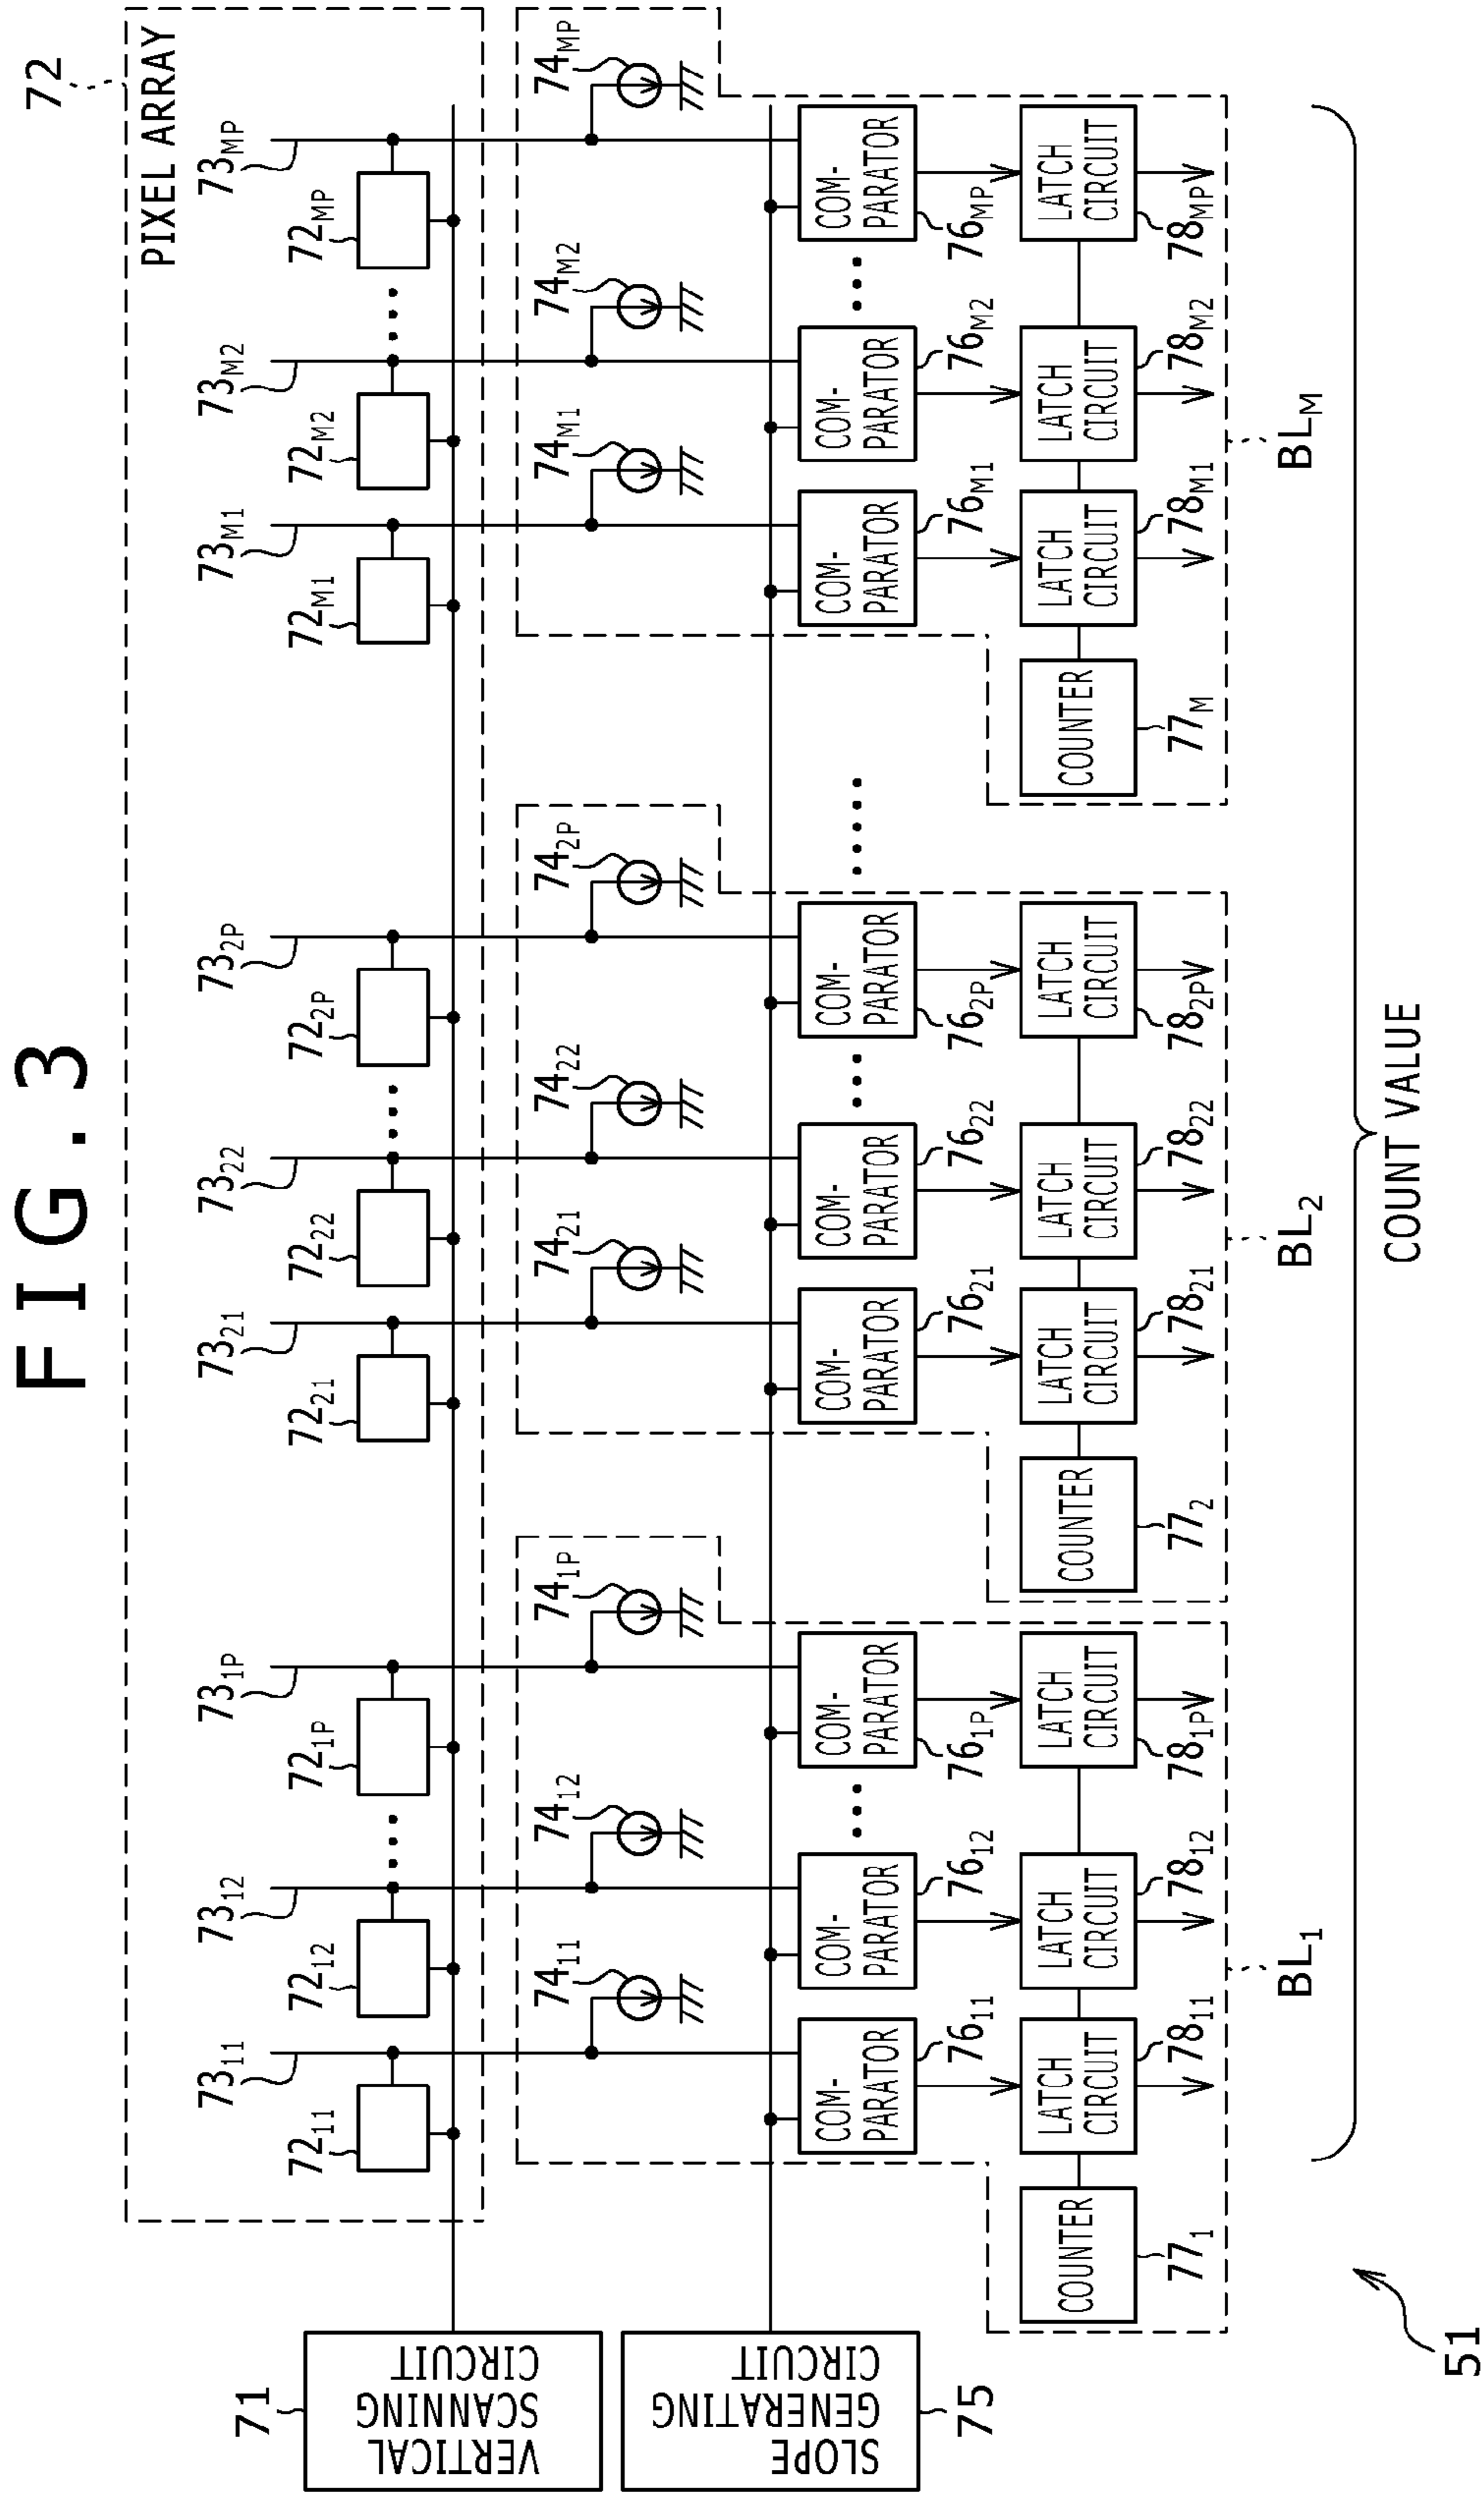 FIG. 3
72
PIXEL ARRAY
73₁₁ 73₁₂ 73₁P 73₂₁ 73₂₂ 73₂P 73M₁ 73M₂ 73MP
72₁₁ 72₁₂ 72₁P 72₂₁ 72₂₂ 72₂P 72M₁ 72M₂ 72MP
71
VERTICAL
SCANNING
CIRCUIT
74₁₁ 74₁₂ 74₁P 74₂₁ 74₂₂ 74₂P 74M₁ 74M₂ 74MP
SLOPE
GENERATING
CIRCUIT
75
COM-
PARATOR
COM-
PARATOR
COM-
PARATOR
COM-
PARATOR
COM-
PARATOR
COM-
PARATOR
COM-
PARATOR
COM-
PARATOR
COM-
PARATOR
76₁₁ 76₁₂ 76₁P 76₂₁ 76₂₂ 76₂P 76M₁ 76M₂ 76MP
COUNTER
LATCH
CIRCUIT
LATCH
CIRCUIT
LATCH
CIRCUIT
COUNTER
LATCH
CIRCUIT
LATCH
CIRCUIT
LATCH
CIRCUIT
COUNTER
LATCH
CIRCUIT
LATCH
CIRCUIT
LATCH
CIRCUIT
77₁ 78₁₁ 78₁₂ 78₁P 77₂ 78₂₁ 78₂₂ 78₂P 77M 78M₁ 78M₂ 78MP
BL₁ BL₂ BLM
COUNT VALUE
51